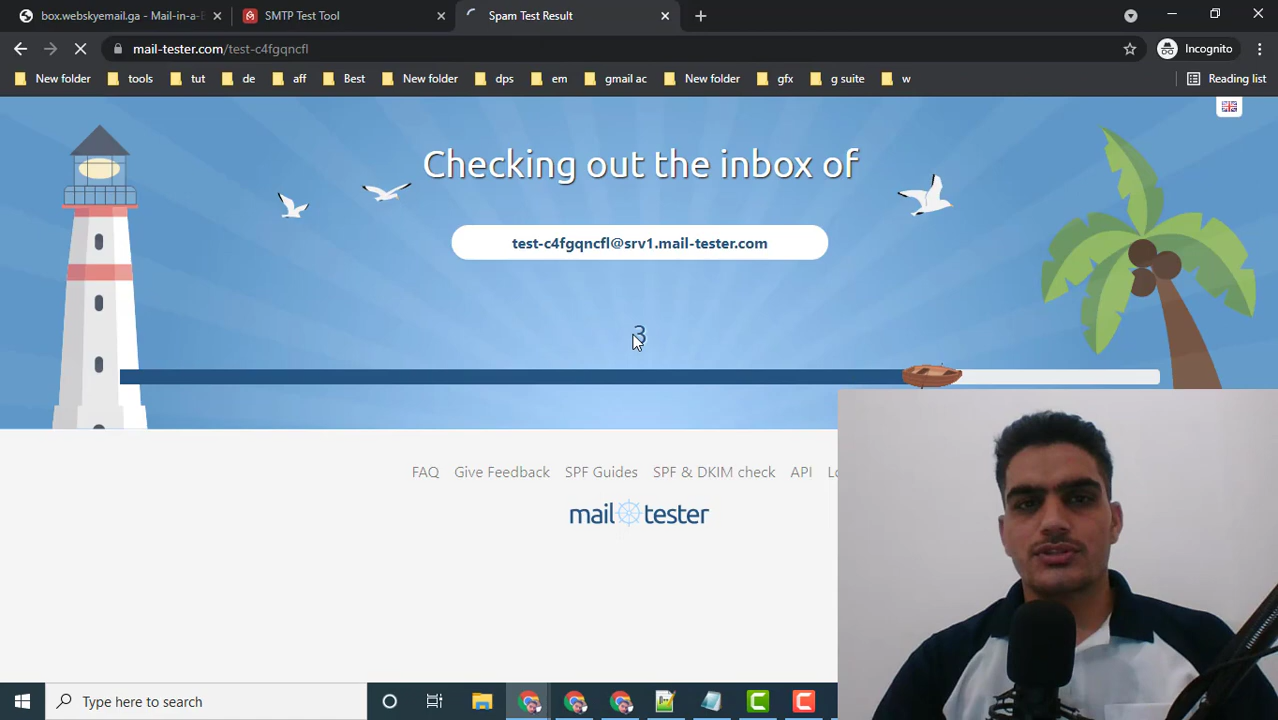 box.webskyemail.ga - Mail-in-a-B
SMTP Test Tool
Spam Test Result
mail-tester.com/test-c4fgqncfl
Incognito
New folder
tools
tut
de
aff
Best
New folder
dps
em
gmail ac
New folder
gfx
g suite
w
Reading list
Checking out the inbox of
test-c4fgqncfl@srv1.mail-tester.com
3
FAQ
Give Feedback
SPF Guides
SPF & DKIM check
API
mail tester
Type here to search